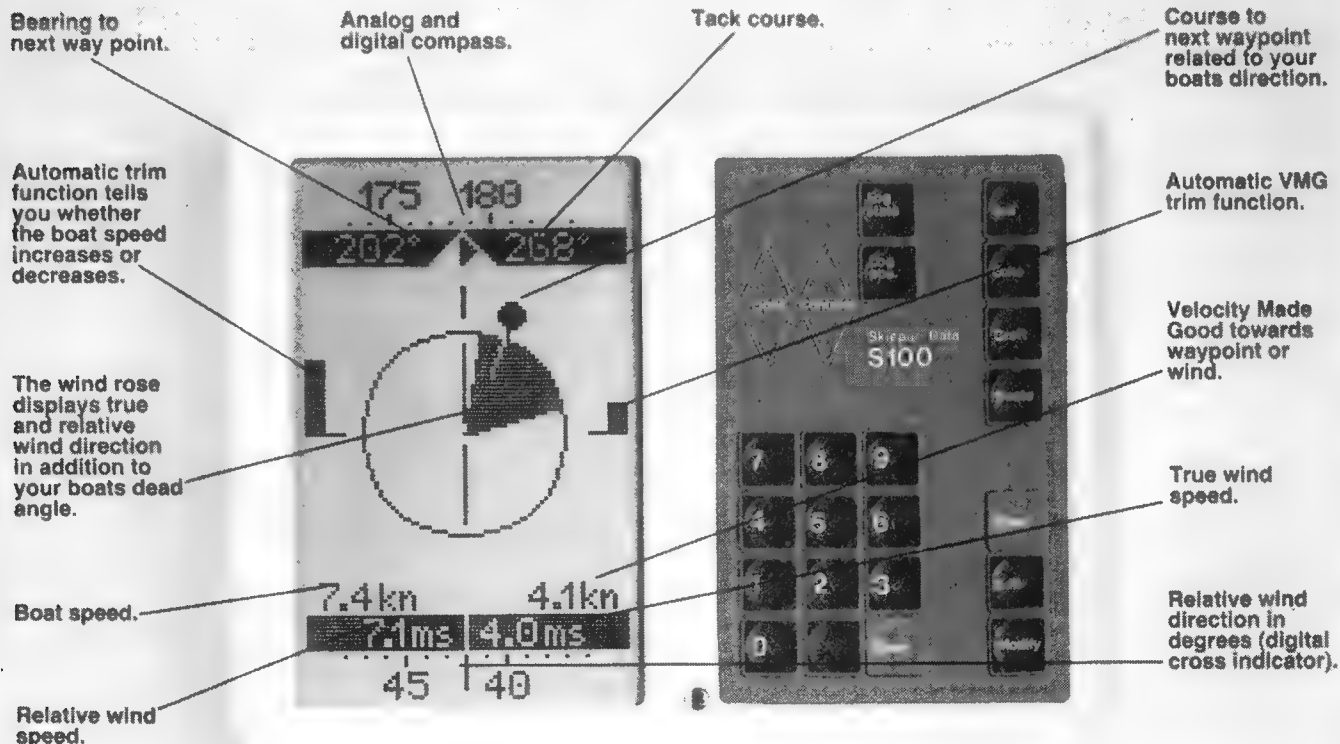 Bearing to
next way point.
Analog and
digital compass.
Tack course.
Course to
next waypoint
related to your
boats direction.
Automatic trim
function tells
you whether
the boat speed
increases or
decreases.
175 180
202° 268°
Automatic VMG
trim function.
Skipper Data
S100
Velocity Made
Good towards
waypoint or
wind.
The wind rose
displays true
and relative
wind direction
in addition to
your boats dead
angle.
7 8 9
4 5 6
1 2 3
0
True wind
speed.
Boat speed.
7.4kn 4.1kn
7.1ms 4.0ms
45 40
Relative wind
direction in
degrees (digital
cross indicator).
Relative wind
speed.